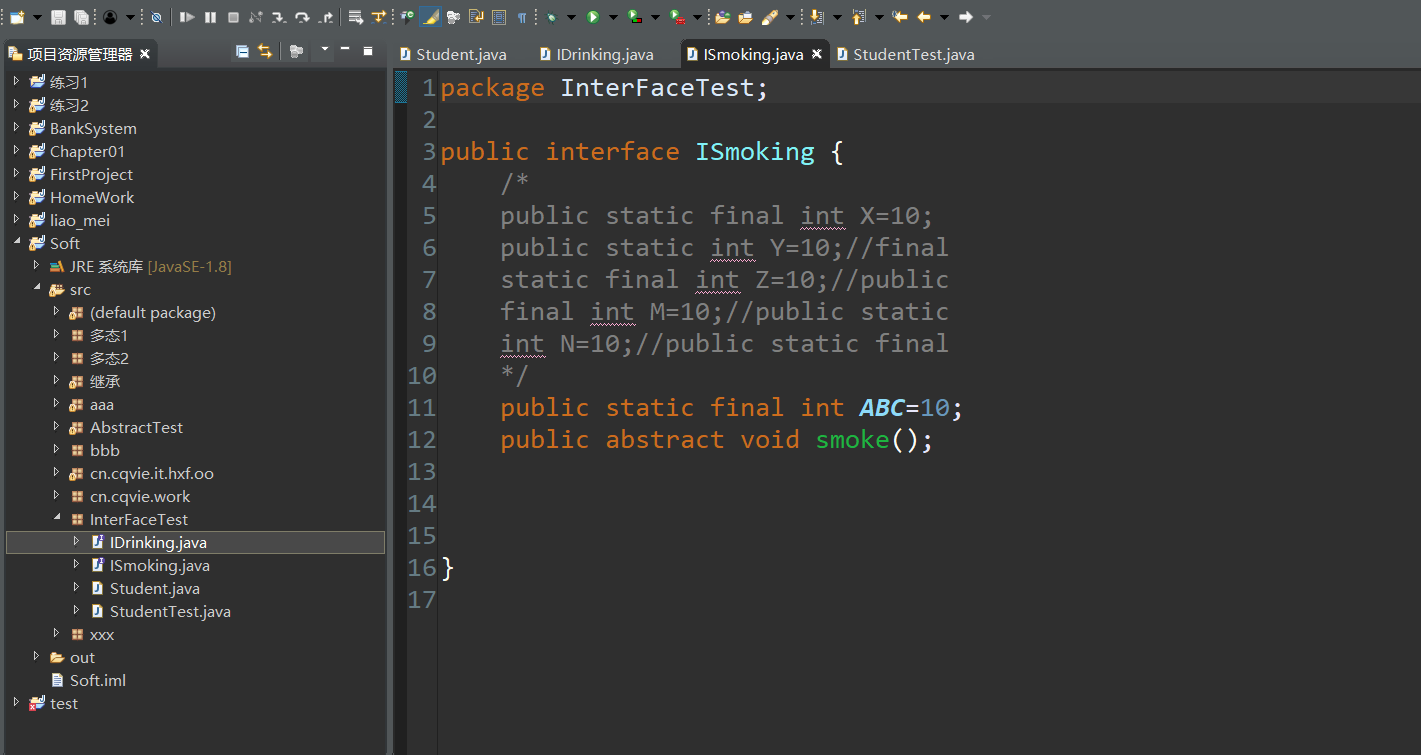 项目资源管理器
练习1
练习2
BankSystem
Chapter01
FirstProject
HomeWork
liao_mei
Soft
JRE 系统库 [JavaSE-1.8]
src
(default package)
多态1
多态2
继承
aaa
AbstractTest
bbb
cn.cqvie.it.hxf.oo
cn.cqvie.work
InterFaceTest
IDrinking.java
ISmoking.java
Student.java
StudentTest.java
xxx
out
Soft.iml
test
Student.java IDrinking.java ISmoking.java StudentTest.java
1 package InterFaceTest;
2
3 public interface ISmoking {
4 /*
5 public static final int X=10;
6 public static int Y=10;//final
7 static final int Z=10;//public
8 final int M=10;//public static
9 int N=10;//public static final
10 */
11 public static final int ABC=10;
12 public abstract void smoke();
13
14
15
16 }
17